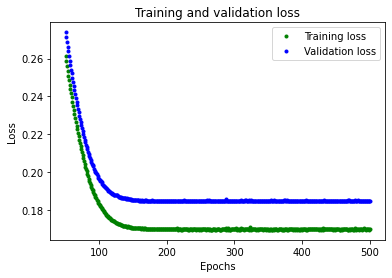 Training and validation loss
Training loss
Validation loss
Loss
0.26
0.24
0.22
0.20
0.18
100
200
300
400
500
Epochs